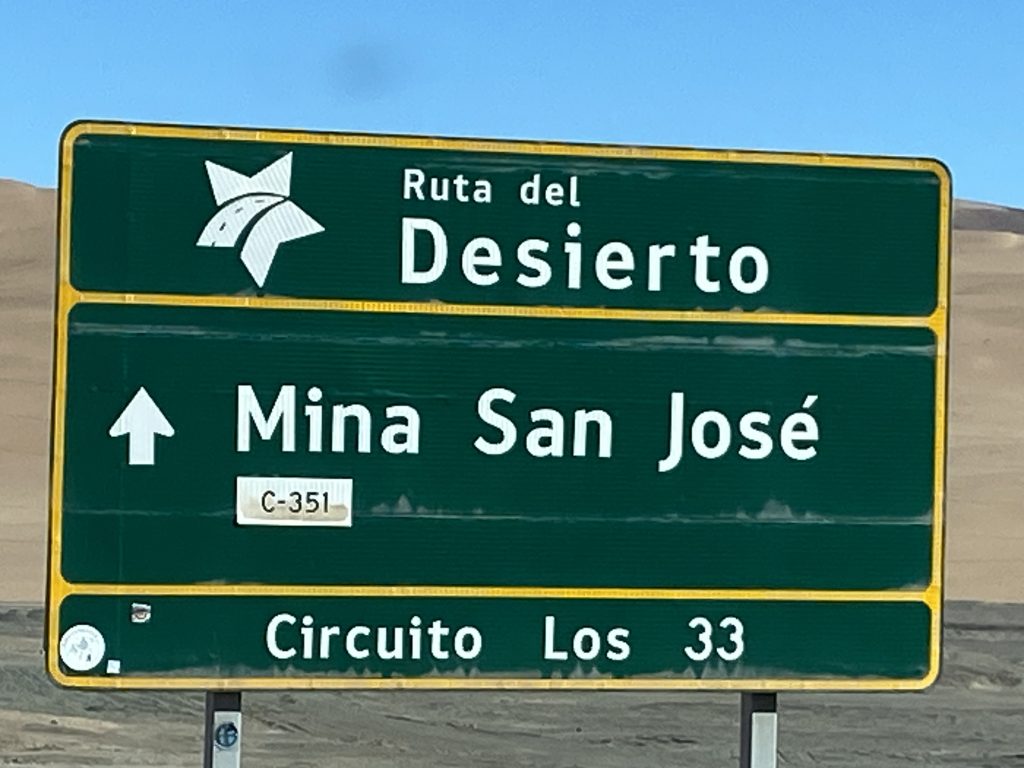 Ruta del
Desierto
Mina San José
C-351
Circuito Los 33